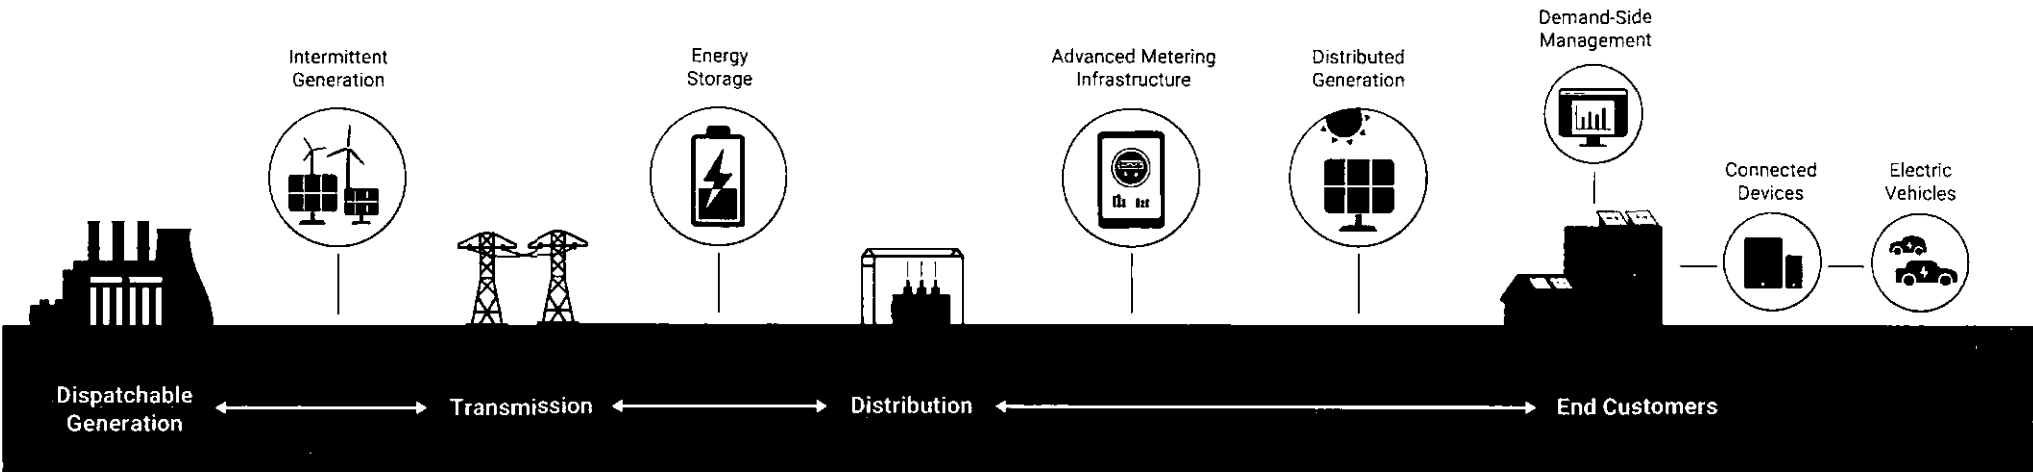 Intermittent
Generation
Energy
Storage
Advanced Metering
Infrastructure
Distributed
Generation
Demand-Side
Management
Connected
Devices
Electric
Vehicles
Dispatchable
Generation
Transmission
Distribution
End Customers